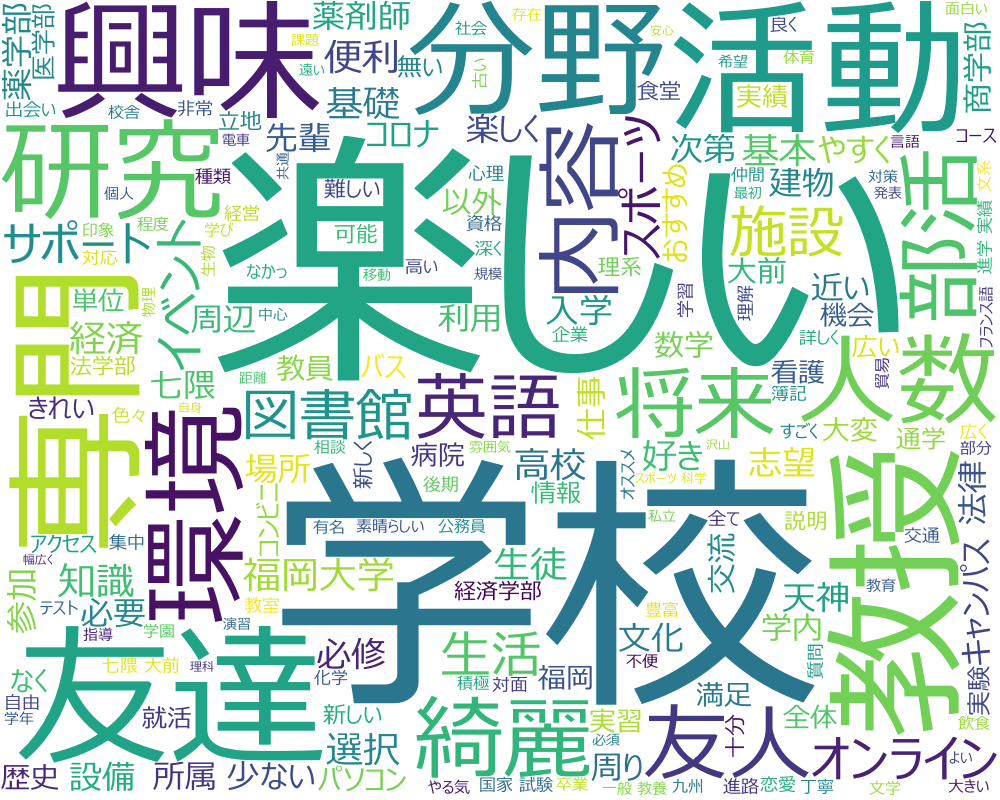 薬学部
医学部
興味
課題
薬剤師
社会
存在
分野
活動
安心
良く
面白い
遠い
便利
無い
い点
希望
体育
商学部
出会い
校舎
非常
基礎
食堂
実績
研究
立地
電車
先輩
コロナ
楽しく
内容
スポーツ
次第
基本
やすく
言語
コース
種類
共通
難しい
心理
以外
おすすめ
仲間
最初
建物
対策
発表
文系
個人
楽しい
可能
資格
施設
部活
サポート
印象
程度
経営
学び
対応
生物
なかっ
移動
高い
深く
規模
理系
大前
進学 実績
専門
イベント
物理
単位
周辺
中心
利用
入学
企業
学習
理解
近い
機会
詳しく
貿易
フランス語
経済
法学部
七隈
教員
バス
距離
数学
看護
広い
簿記
人数
きれい
色々
自身
図書館
英語
仕事
将来
すごく
大変
通学
広く
部分
環境
相談
病院
雰囲気
高校
オススメ
好き
沢山
志望
教授
場所
新しく
後期
情報
スポーツ 科学
法律
コンビニ
有名
素晴らしい
公務員
私立
全て
説明
交通
アクセス
集中
幅広く
学校
参加
知識
福岡大学
経済学部
生徒
交流
天神
教育
キャンパス
テスト
必要
教室
豊富
指導
学園
演習
文化
学内
実験
友達
七隈 大前
理科
必修
化学
生活
積極
対面
福岡
不便
満足
質問
なく
自由
学年
就活
新しい
選択
綺麗
実習
必須
友人
十分
全体
飲食
歴史
設備
所属
少ない
パソコン
周り
オンライン
よい
やる気
国家 試験
卒業
一般 教養
九州
進路
恋愛
丁寧
文学
大きい